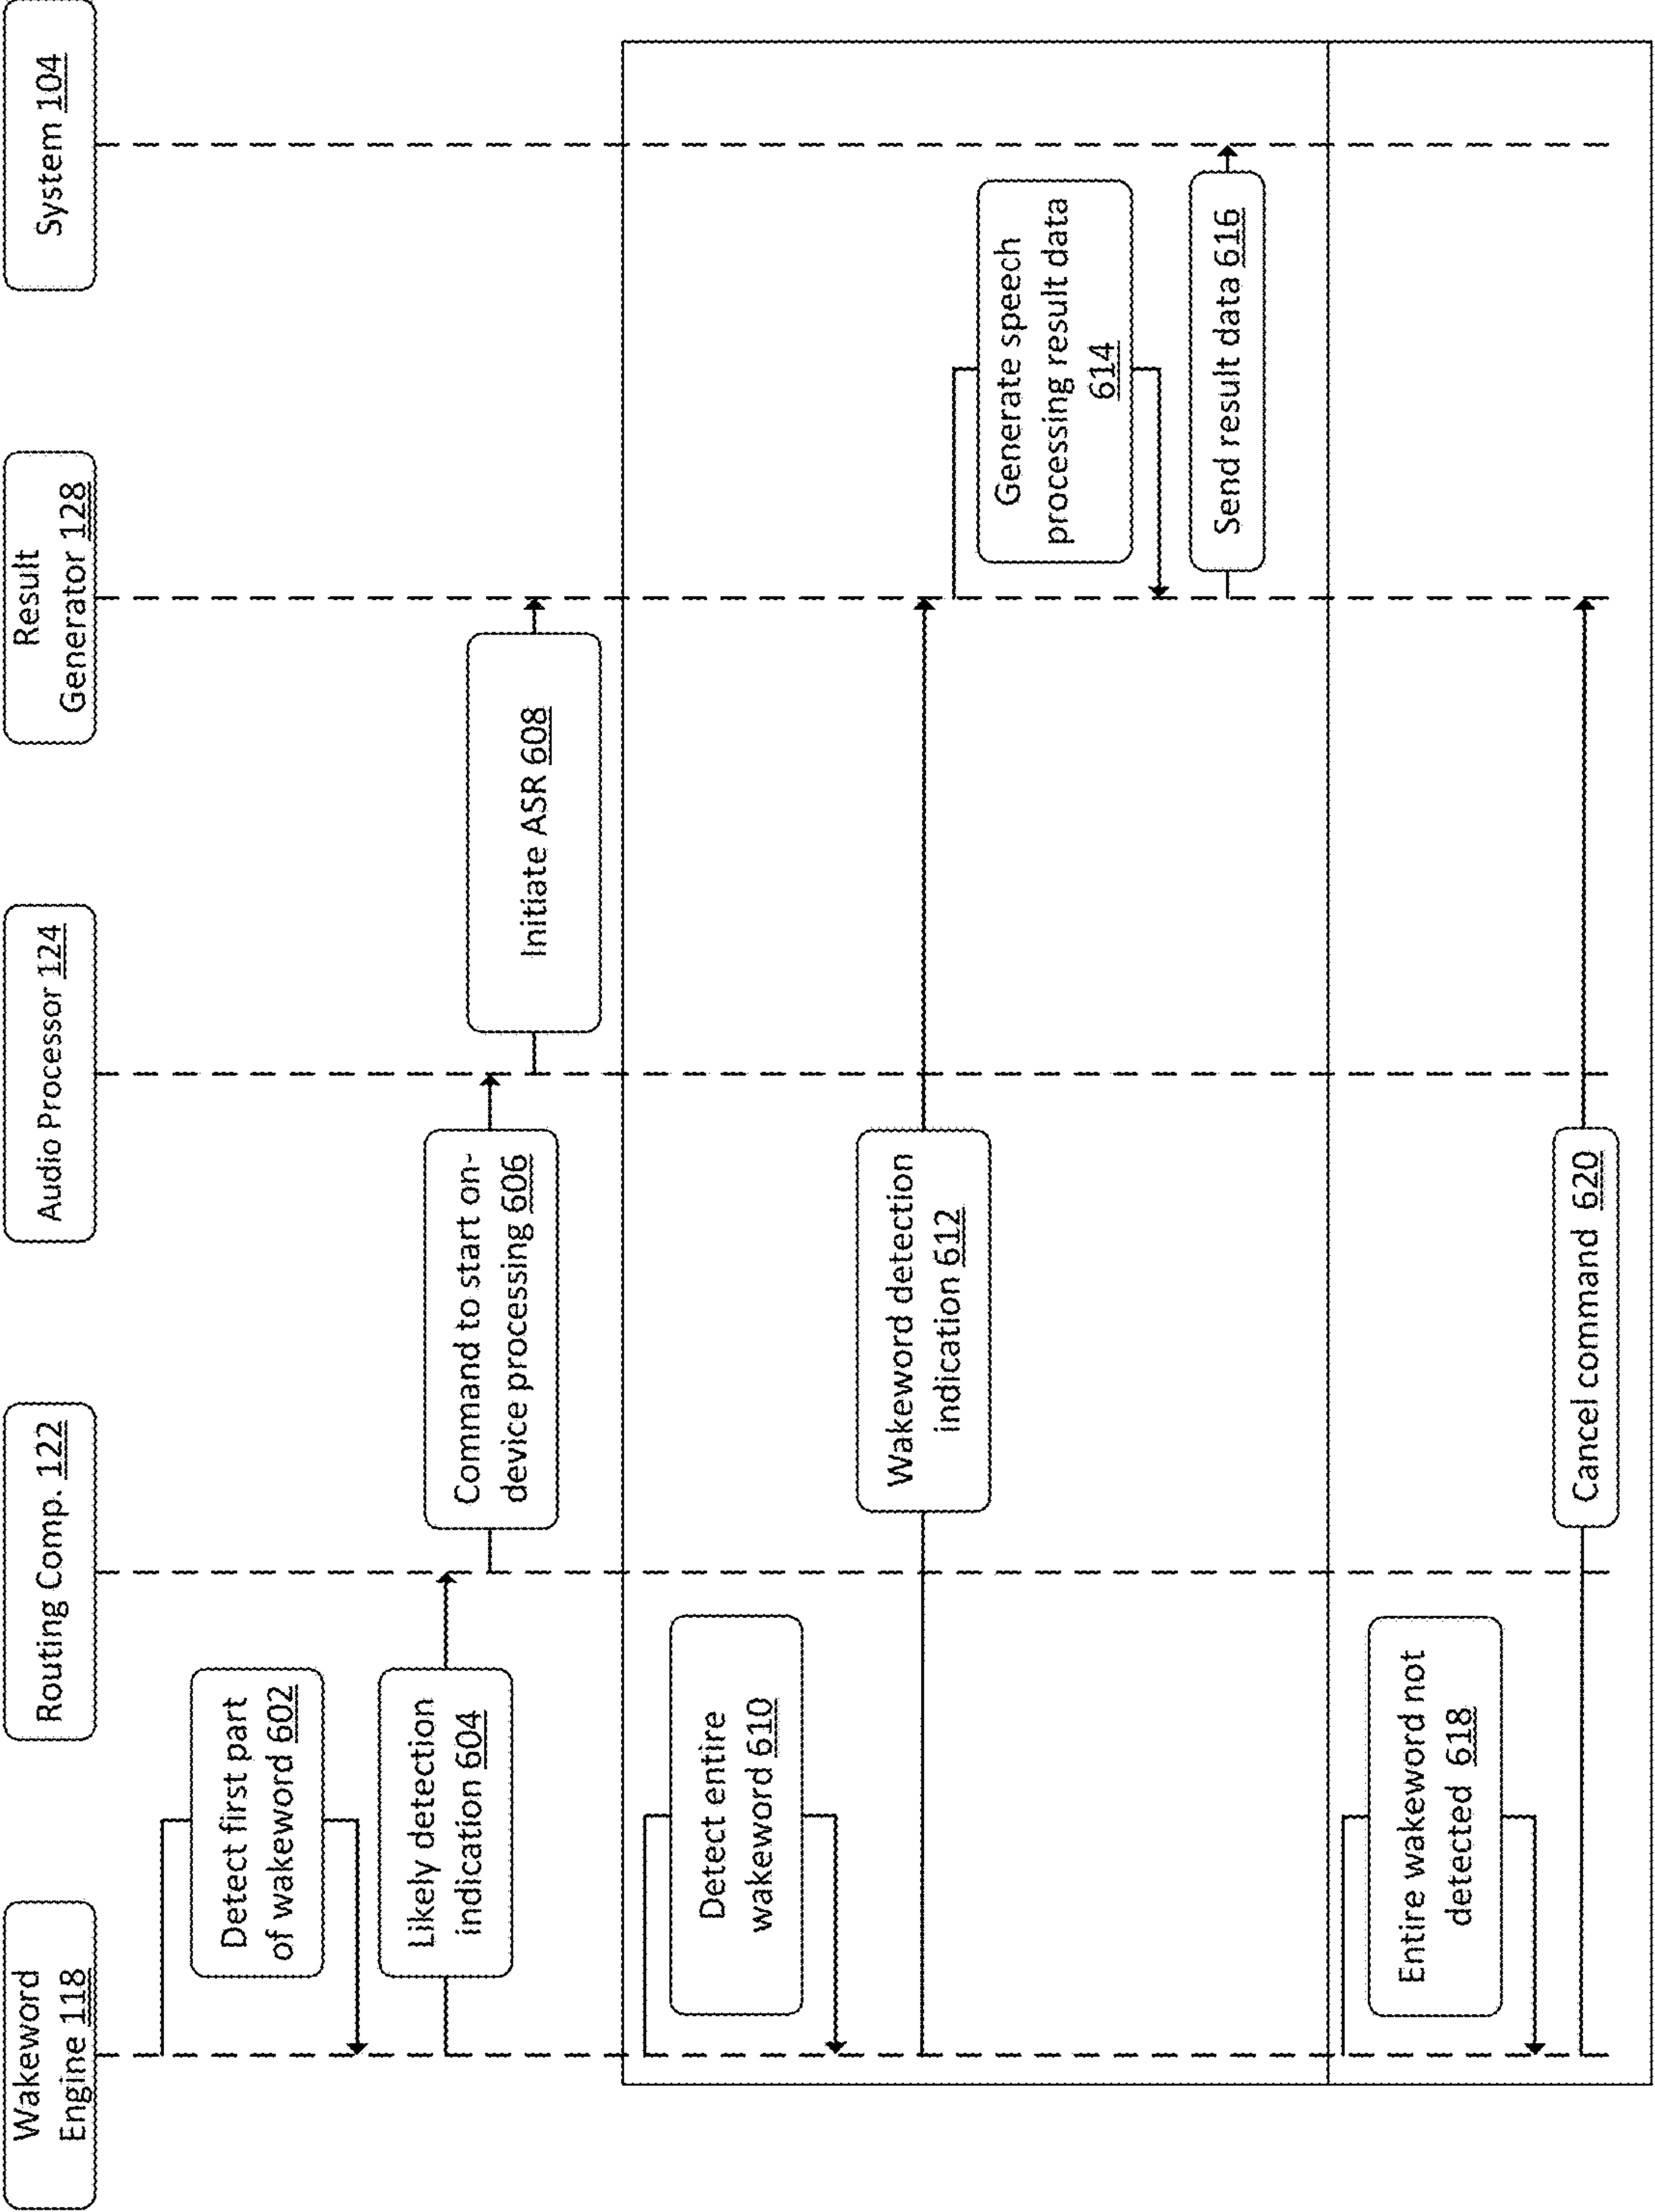 Wakeword
Engine 118
Routing Comp. 122
Audio Processor 124
Result
Generator 128
System 104
Detect first part
of wakeword 602
Likely detection
indication 604
Command to start on-
device processing 606
Initiate ASR 608
Detect entire
wakeword 610
Wakeword detection
indication 612
Generate speech
processing result data
614
Send result data 616
Entire wakeword not
detected 618
Cancel command 620